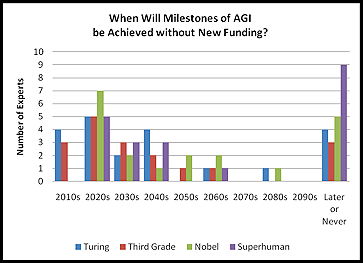 When Will Milestones of AGI
be Achieved without New Funding?
Number of Experts
10
9
8
7
6
5
4
3
2
1
0
2010s 2020s 2030s 2040s 2050s 2060s 2070s 2080s 2090s Later
or
Never
Turing Third Grade Nobel Superhuman